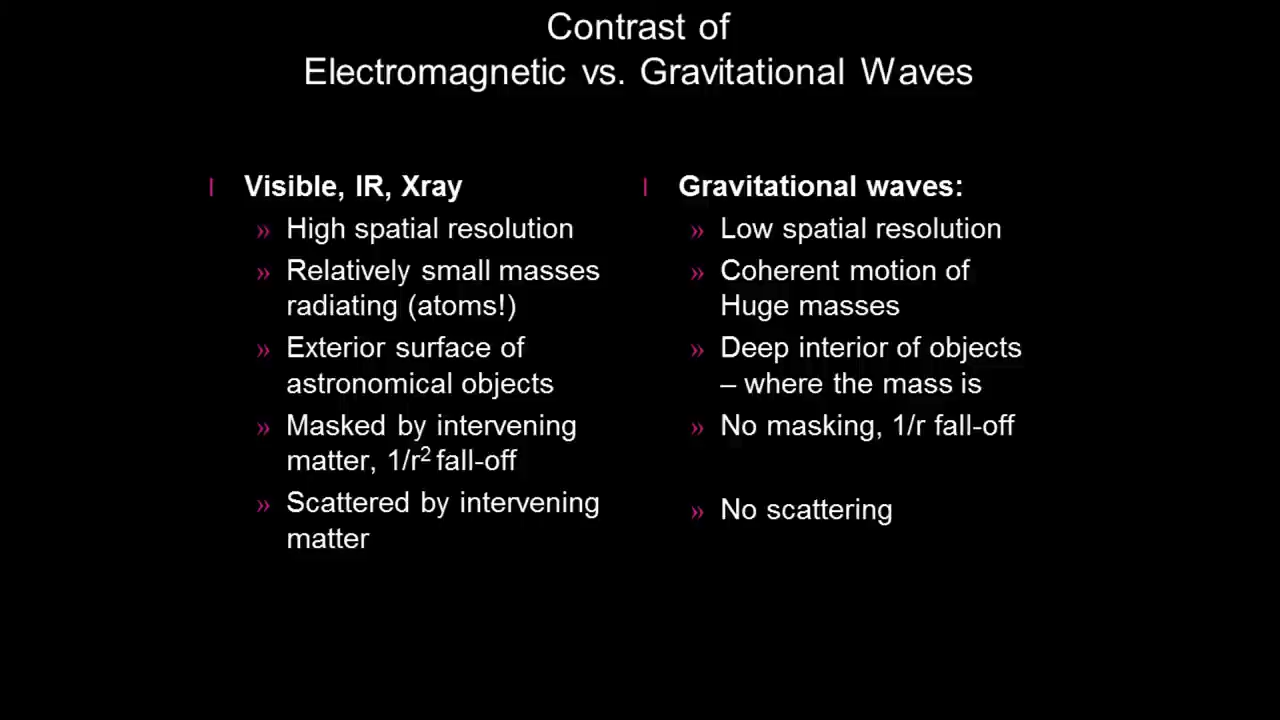 Contrast of
Electromagnetic vs. Gravitational Waves
Visible, IR, Xray
» High spatial resolution
» Relatively small masses
radiating (atoms!)
» Exterior surface of
astronomical objects
» Masked by intervening
matter, 1/r² fall-off
» Scattered by intervening
matter
Gravitational waves:
» Low spatial resolution
» Coherent motion of
Huge masses
» Deep interior of objects
– where the mass is
» No masking, 1/r fall-off
» No scattering